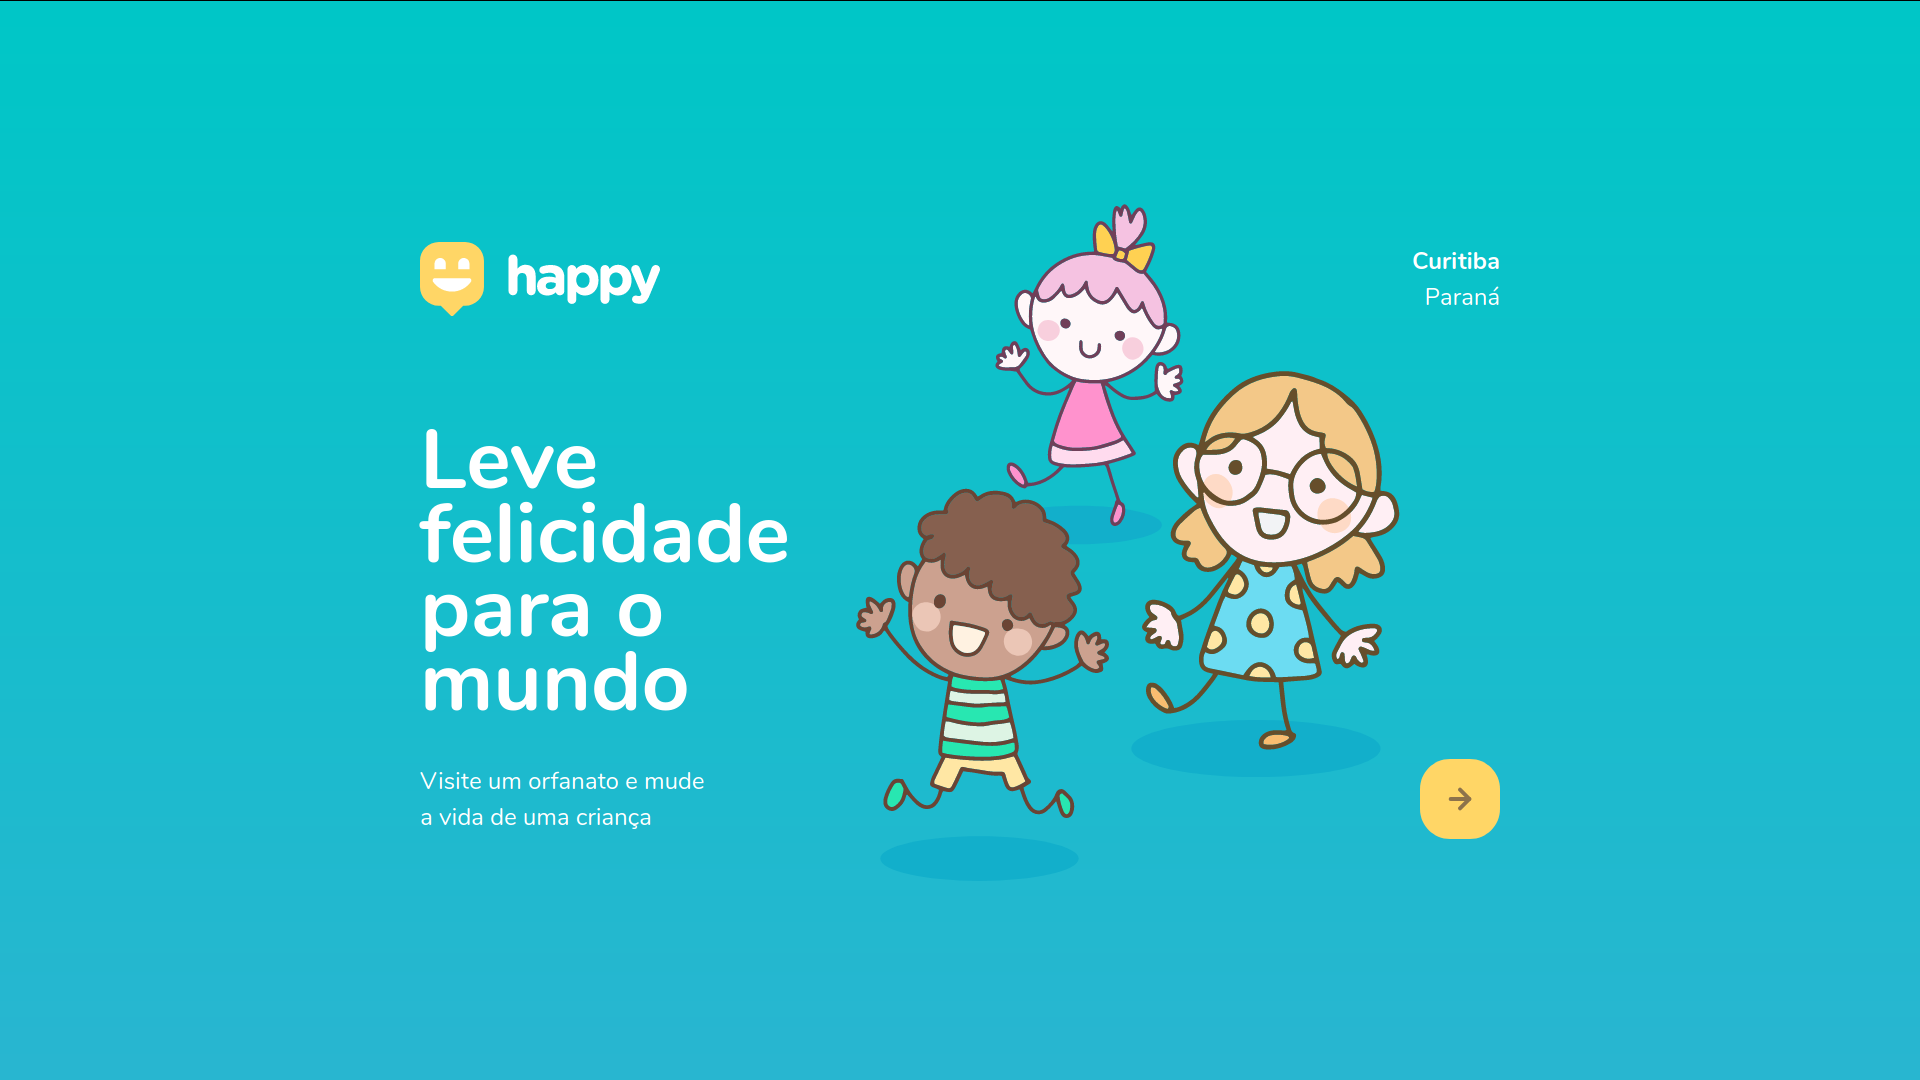 happy
Curitiba
Paraná
Leve
felicidade
para o
mundo
Visite um orfanato e mude
a vida de uma criança